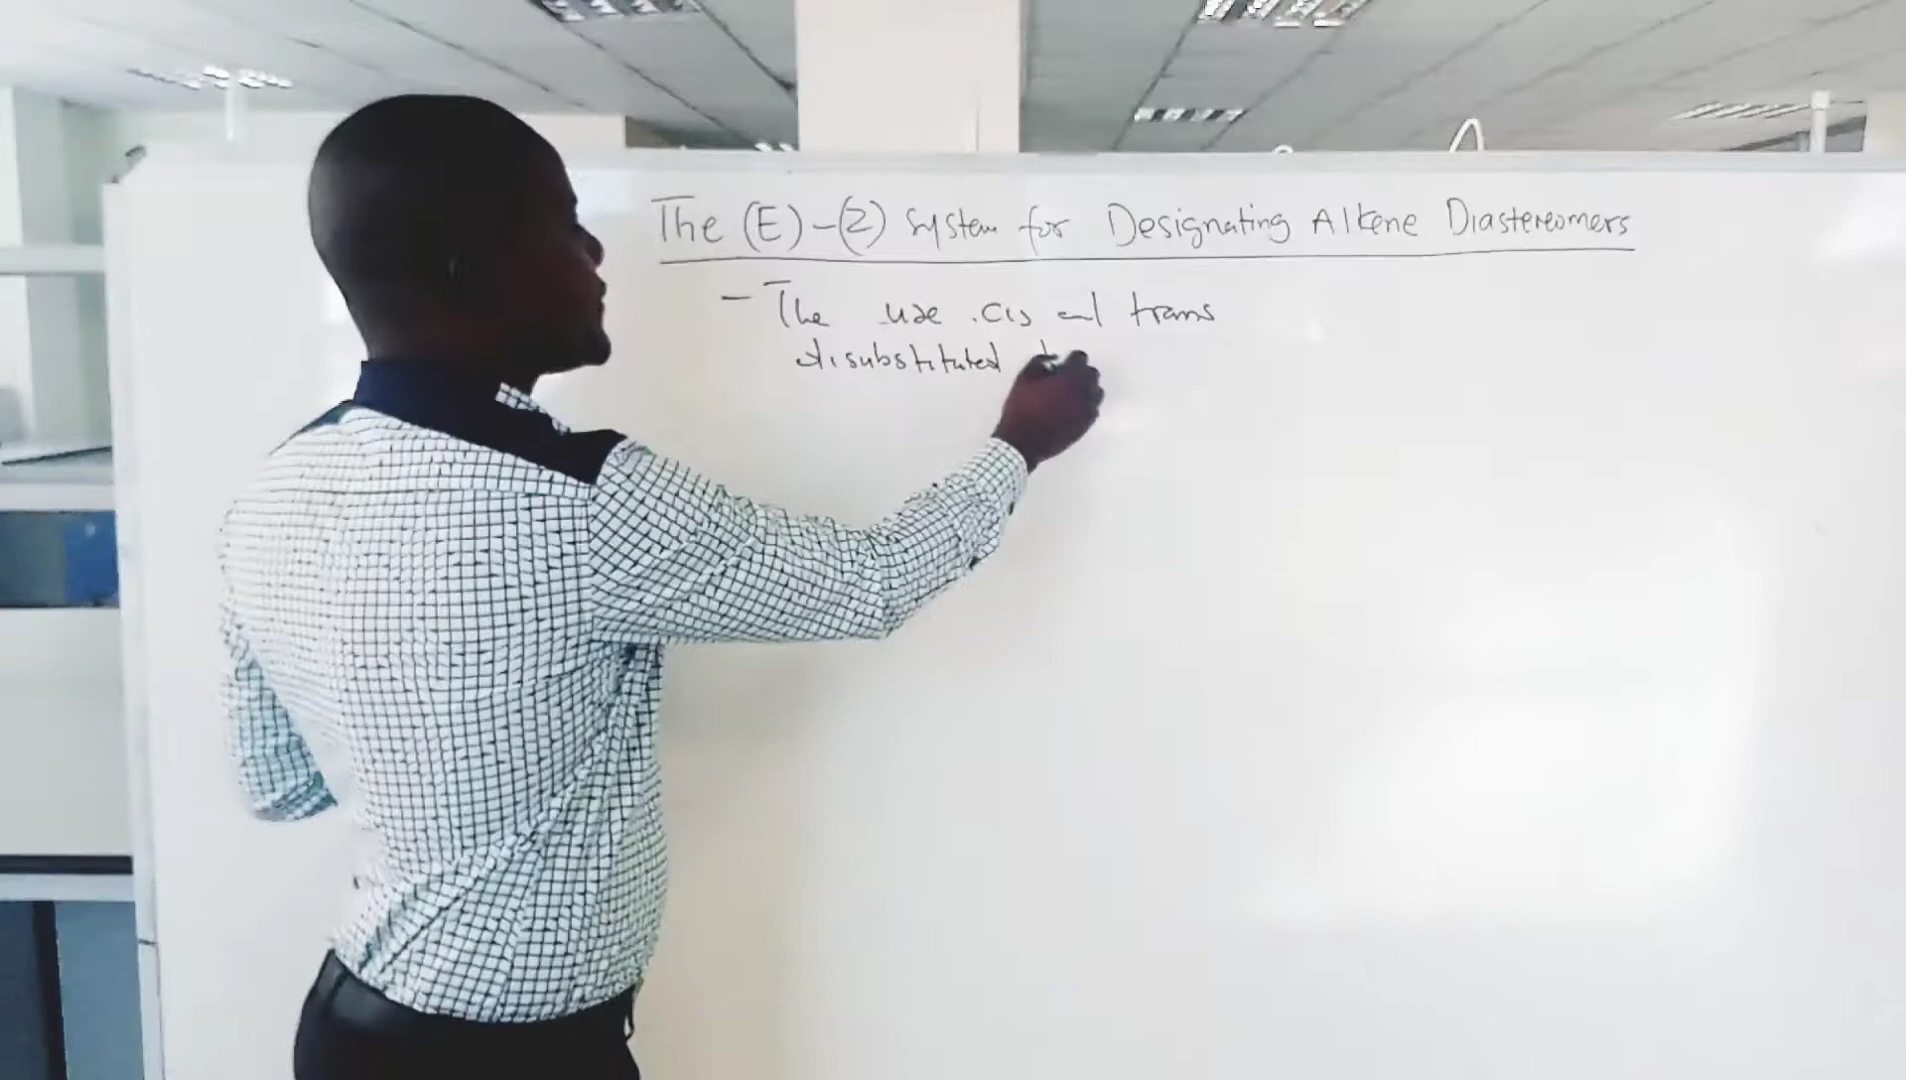 The (E)-(Z) System for Designating Alkene Diastereomers
- The use cis and trans
disubstituted